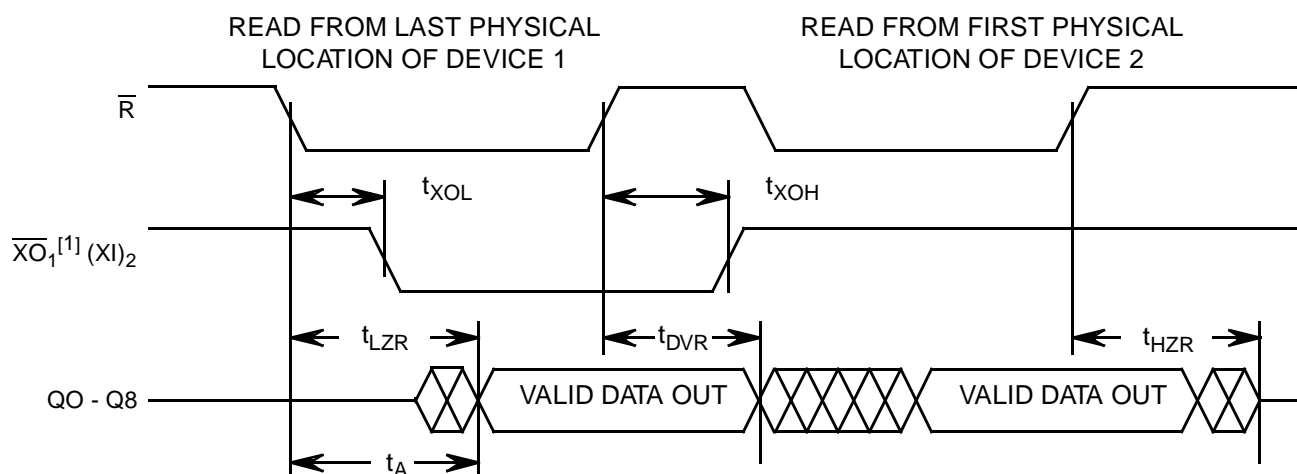 READ FROM LAST PHYSICAL
LOCATION OF DEVICE 1
READ FROM FIRST PHYSICAL
LOCATION OF DEVICE 2
R̅
tXOL
tXOH
X̅O̅1[1] (XI)2
tLZR
tDVR
tHZR
QO - Q8
VALID DATA OUT
VALID DATA OUT
tA